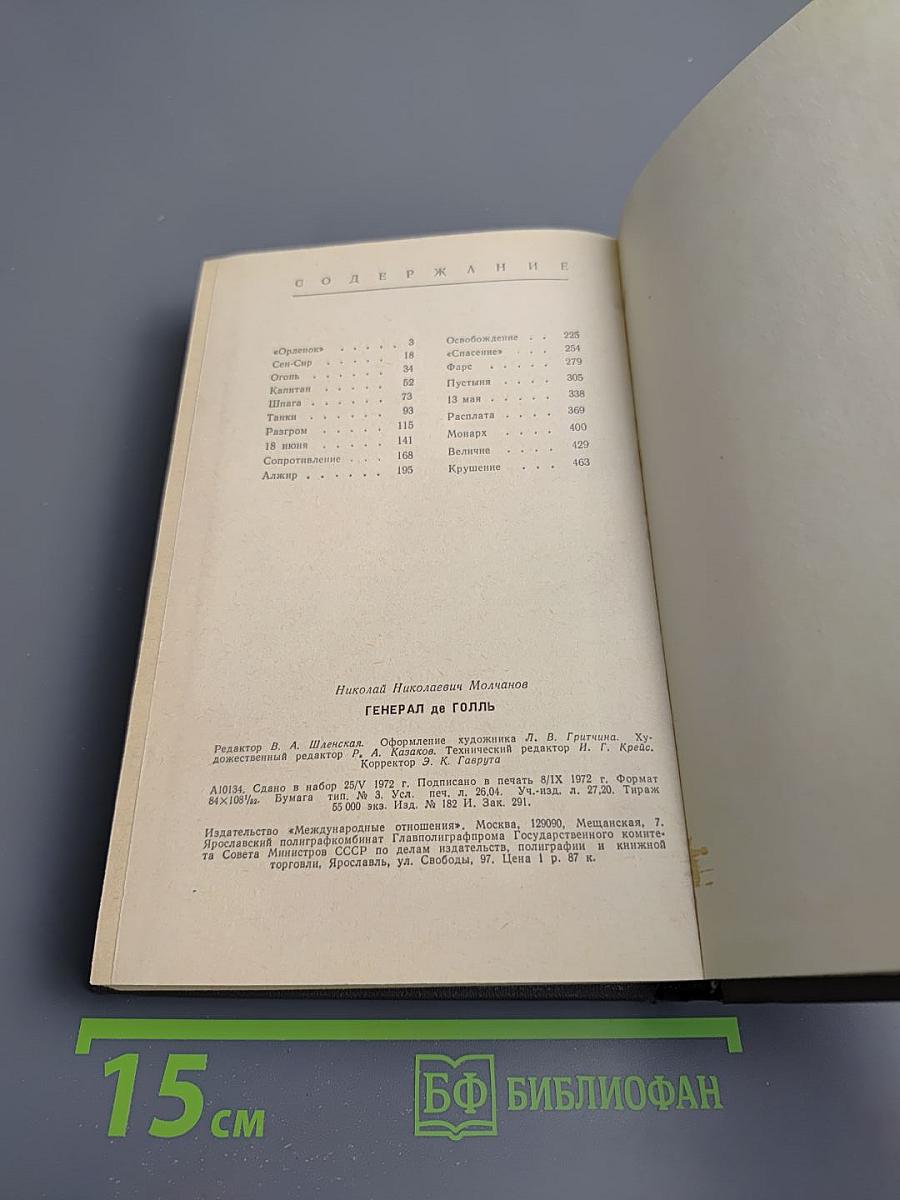 СОДЕРЖАНИЕ
«Орленок» . . . . . 3
Сен-Сир . . . . . 18
Огонь . . . . . . 34
Капитан . . . . . 52
Шпага . . . . . . 73
Танки . . . . . . 93
Разгром . . . . . 115
18 июня . . . . . 141
Сопротивление . . . 168
Алжир . . . . . . 195
Освобождение . . 225
«Спасение» . . . 254
Фарс . . . . . 279
Пустыня . . . . 305
13 мая . . . . . 338
Расплата . . . . 369
Монарх . . . . 400
Величие . . . . 429
Крушение . . . 463
Николай Николаевич Молчанов
ГЕНЕРАЛ де ГОЛЛЬ
Редактор В. А. Шленская. Оформление художника Л. В. Гритчина. Ху-
дожественный редактор Р. А. Казаков. Технический редактор И. Г. Крейс.
Корректор Э. К. Гаврута
А10134. Сдано в набор 25/V 1972 г. Подписано в печать 8/IX 1972 г. Формат
84×108¹/₃₂. Бумага тип. № 3. Усл. печ. л. 26,04. Уч.-изд. л. 27,20. Тираж
55 000 экз. Изд. № 182 И. Зак. 291.
Издательство «Международные отношения». Москва, 129090, Мещанская, 7.
Ярославский полиграфкомбинат Главполиграфпрома Государственного комите-
та Совета Министров СССР по делам издательств, полиграфии и книжной
торговли, Ярославль, ул. Свободы, 97. Цена 1 р. 87 к.
15 см
БФ БИБЛИОФАН